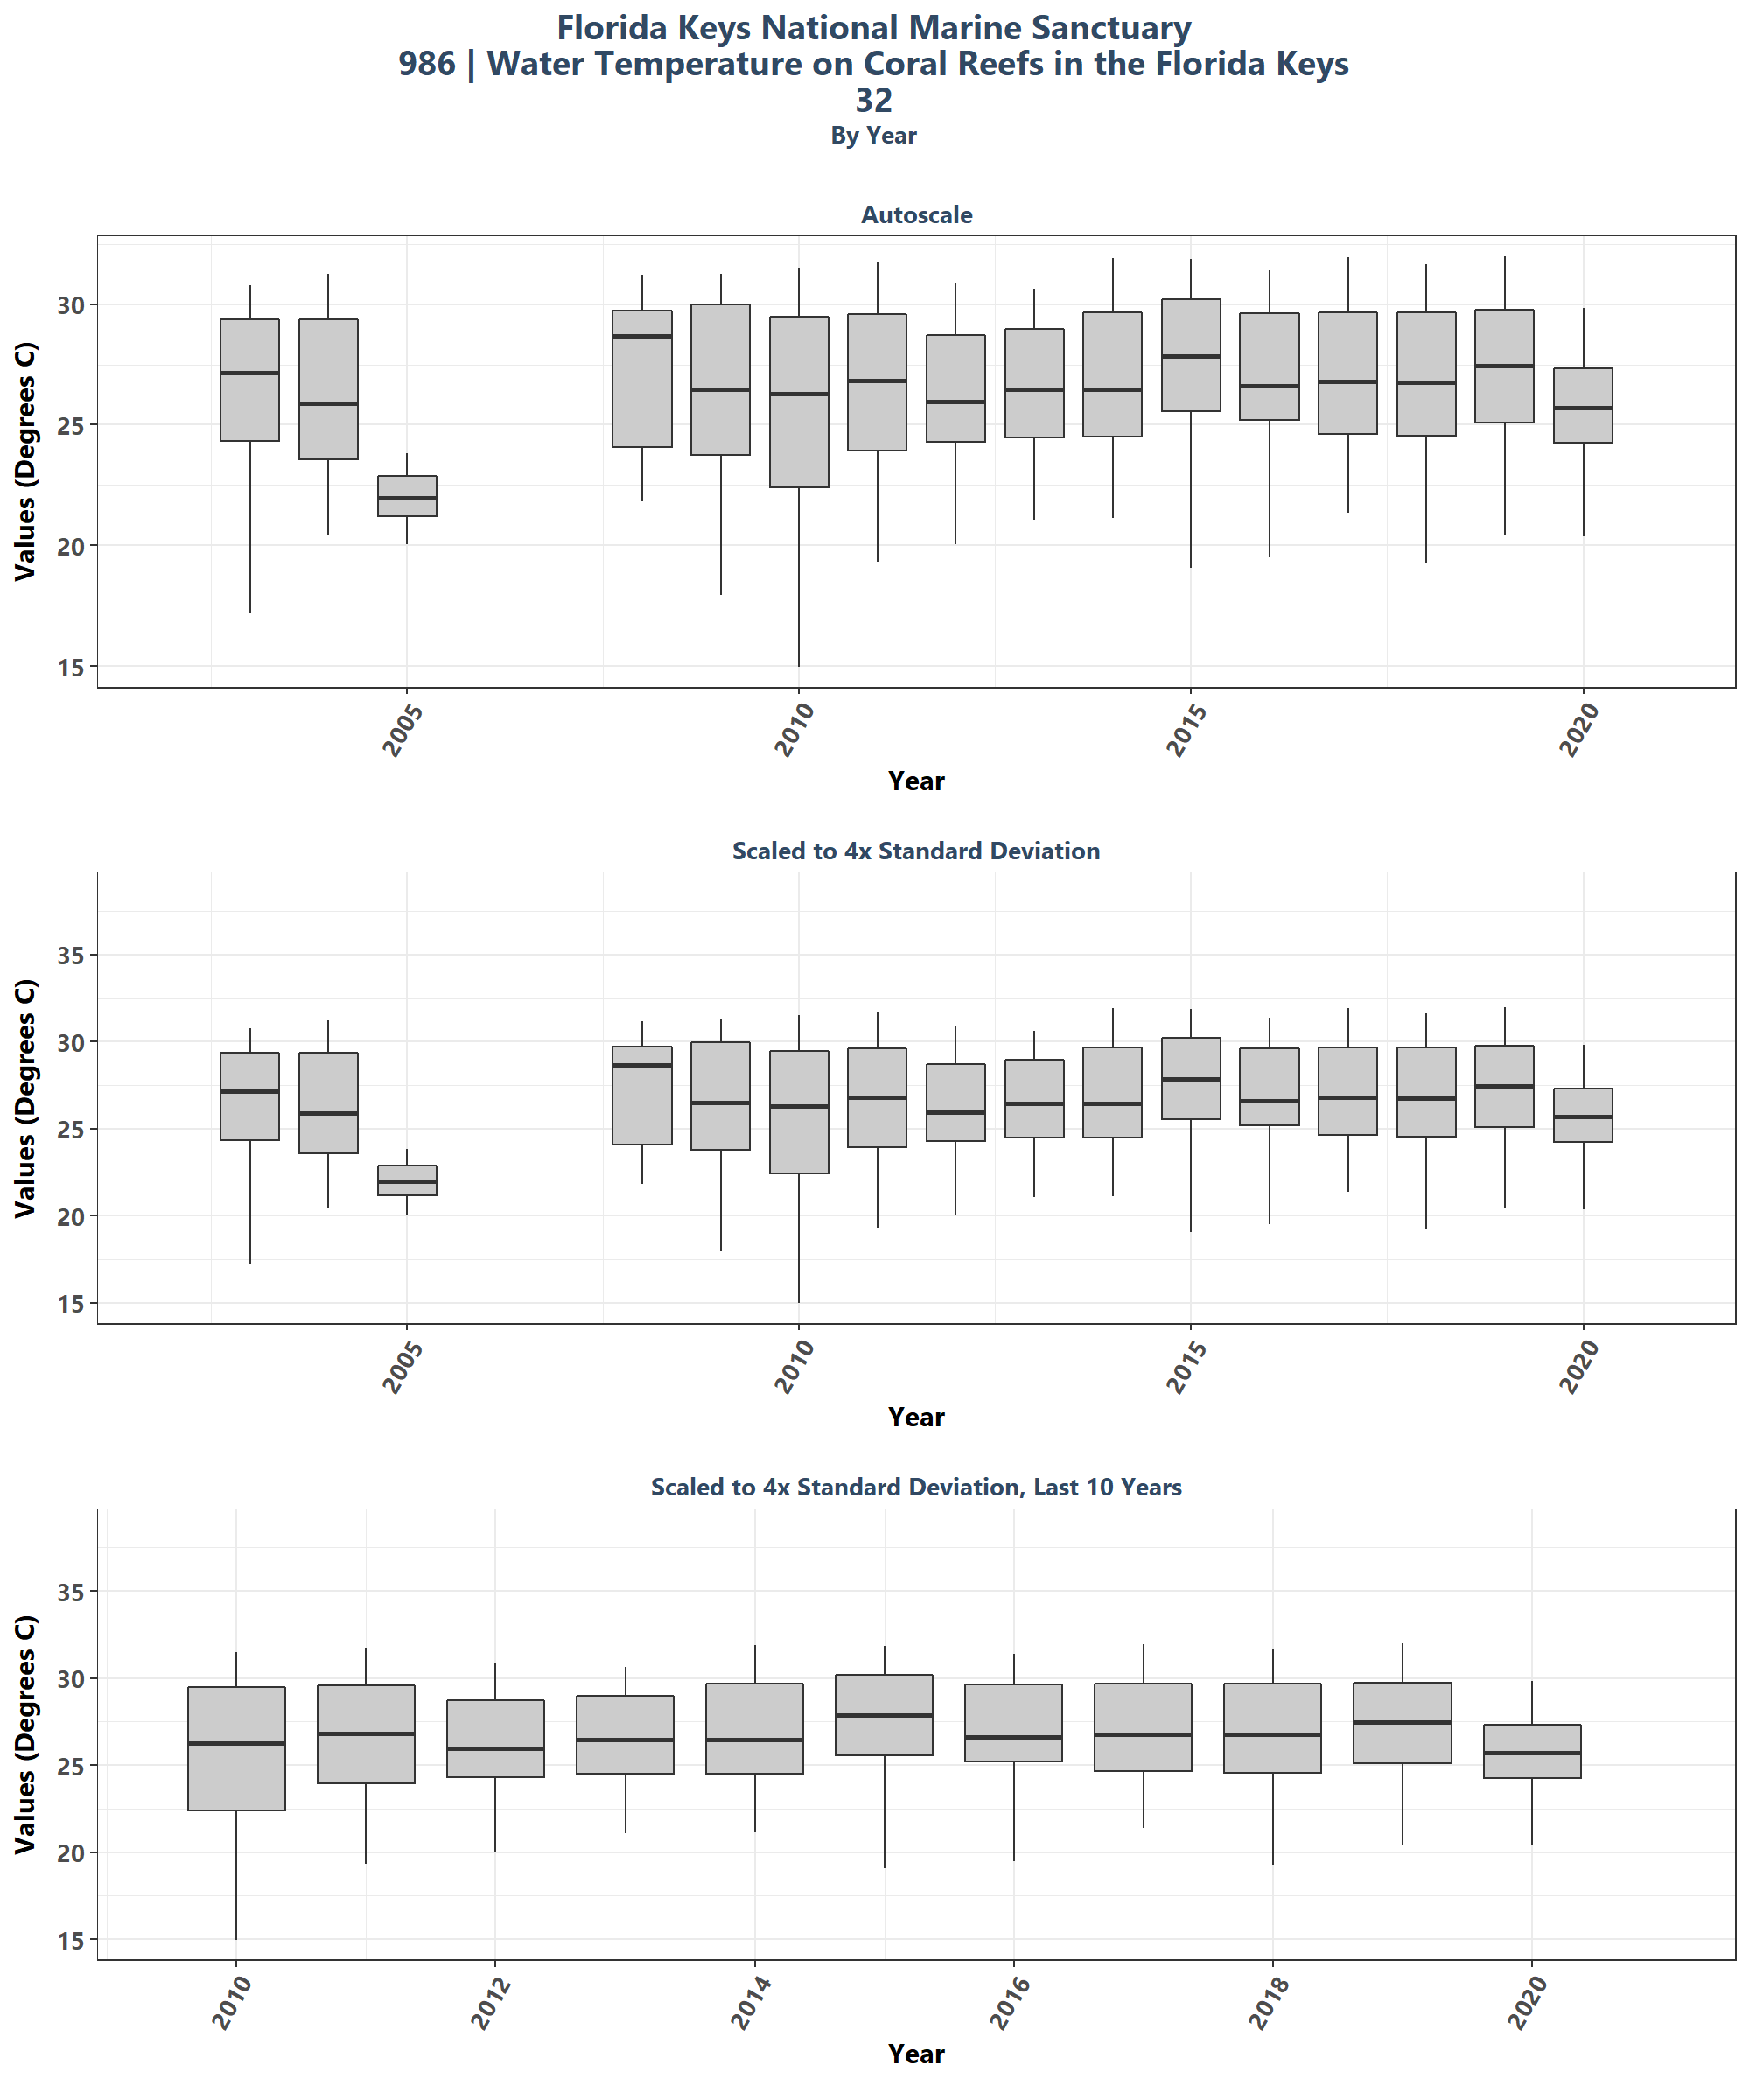 Florida Keys National Marine Sanctuary
986 | Water Temperature on Coral Reefs in the Florida Keys
32
By Year
Autoscale
Values (Degrees C)
30
25
20
15
2005
2010
2015
2020
Year
Scaled to 4x Standard Deviation
Values (Degrees C)
35
30
25
20
15
2005
2010
2015
2020
Year
Scaled to 4x Standard Deviation, Last 10 Years
Values (Degrees C)
35
30
25
20
15
2010
2012
2014
2016
2018
2020
Year